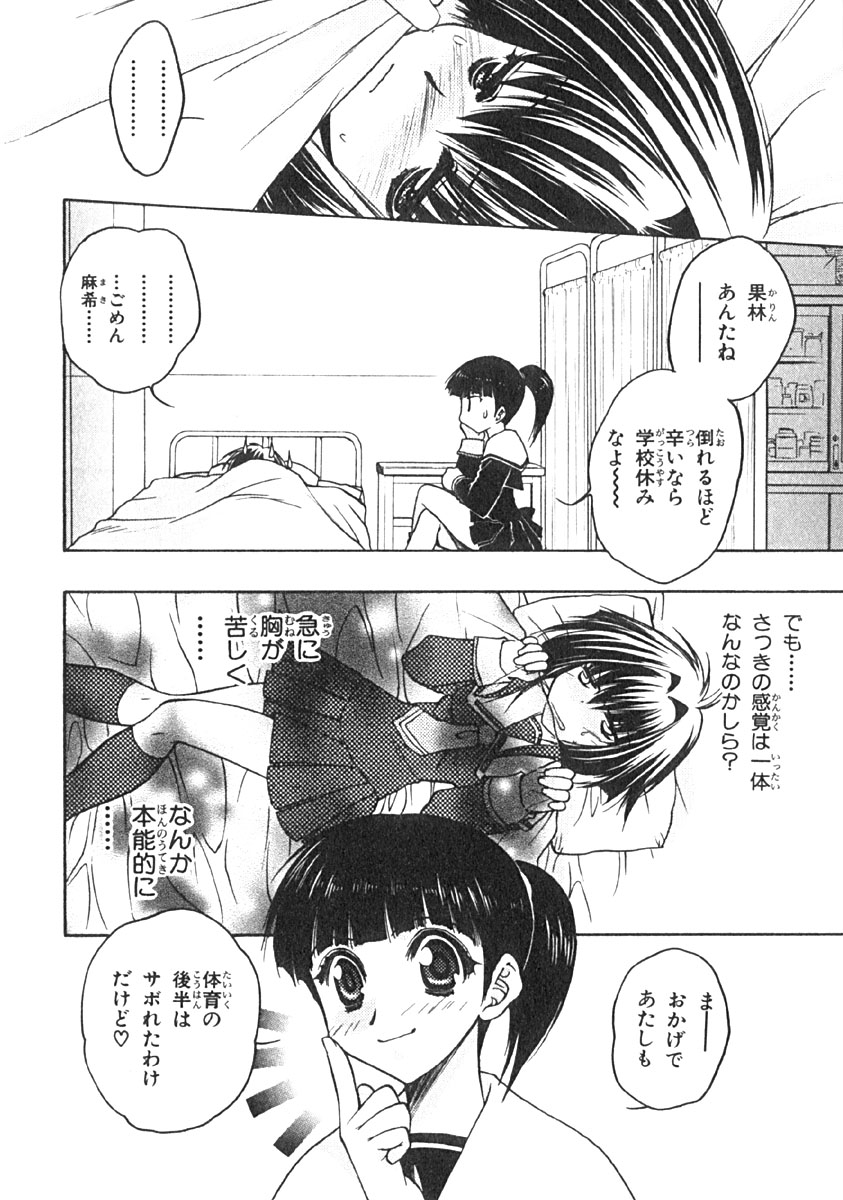 ………
果林
あんたね
──
倒れるほど
辛いなら
学校休み
なよ〜〜
………
………
…ごめん
麻希……
でも……
さっきの感覚は一体
なんなのかしら?
急に
胸が
苦しく
……
なんか
本能的に
……
ま──
おかげで
あたしも
体育の
後半は
サボれたわけ
だけど♡